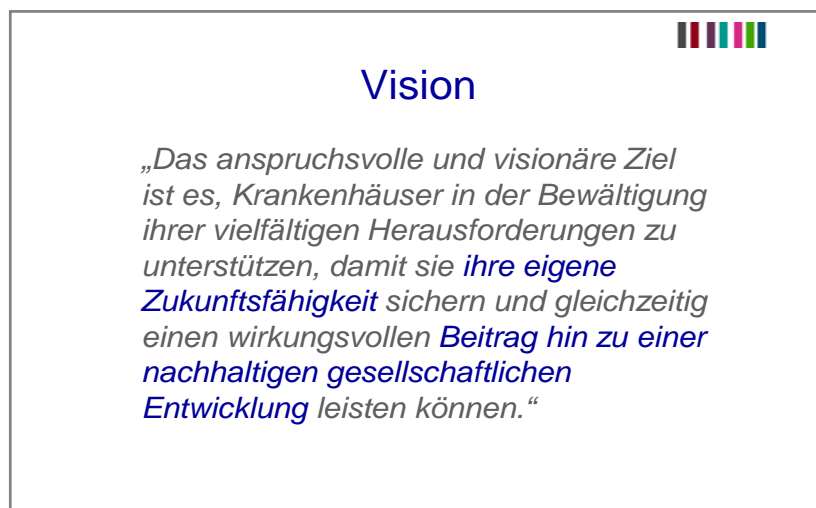 Vision
„Das anspruchsvolle und visionäre Ziel
ist es, Krankenhäuser in der Bewältigung
ihrer vielfältigen Herausforderungen zu
unterstützen, damit sie ihre eigene
Zukunftsfähigkeit sichern und gleichzeitig
einen wirkungsvollen Beitrag hin zu einer
nachhaltigen gesellschaftlichen
Entwicklung leisten können.“